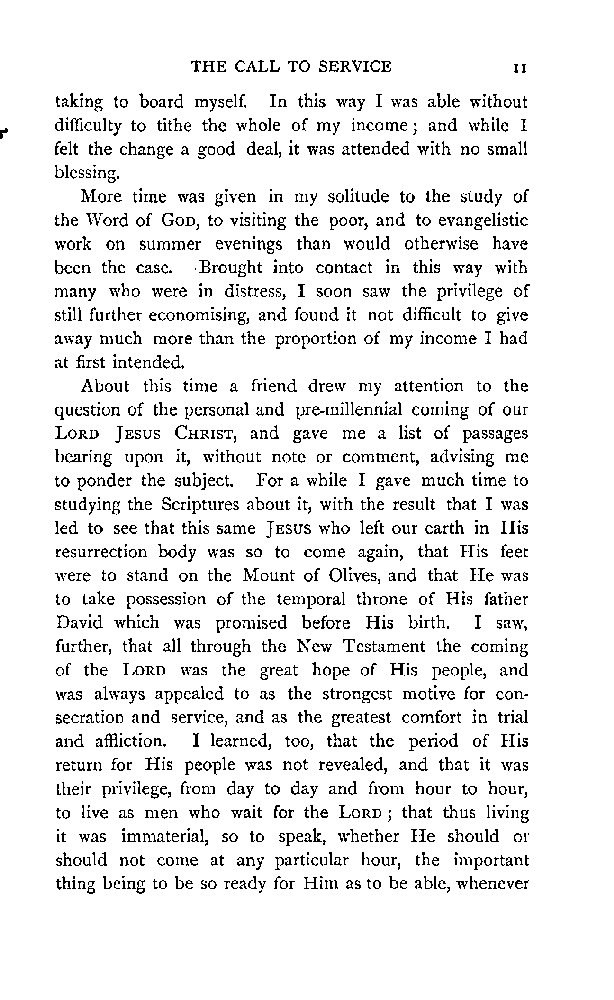 THE CALL TO SERVICE 11
taking to board myself. In this way I was able without
difficulty to tithe the whole of my income; and while I
felt the change a good deal, it was attended with no small
blessing.
More time was given in my solitude to the study of
the Word of GOD, to visiting the poor, and to evangelistic
work on summer evenings than would otherwise have
been the case. Brought into contact in this way with
many who were in distress, I soon saw the privilege of
still further economising, and found it not difficult to give
away much more than the proportion of my income I had
at first intended.
About this time a friend drew my attention to the
question of the personal and pre-millennial coming of our
LORD JESUS CHRIST, and gave me a list of passages
bearing upon it, without note or comment, advising me
to ponder the subject. For a while I gave much time to
studying the Scriptures about it, with the result that I was
led to see that this same JESUS who left our earth in His
resurrection body was so to come again, that His feet
were to stand on the Mount of Olives, and that He was
to take possession of the temporal throne of His father
David which was promised before His birth. I saw,
further, that all through the New Testament the coming
of the LORD was the great hope of His people, and
was always appealed to as the strongest motive for con-
secration and service, and as the greatest comfort in trial
and affliction. I learned, too, that the period of His
return for His people was not revealed, and that it was
their privilege, from day to day and from hour to hour,
to live as men who wait for the LORD; that thus living
it was immaterial, so to speak, whether He should or
should not come at any particular hour, the important
thing being to be so ready for Him as to be able, whenever